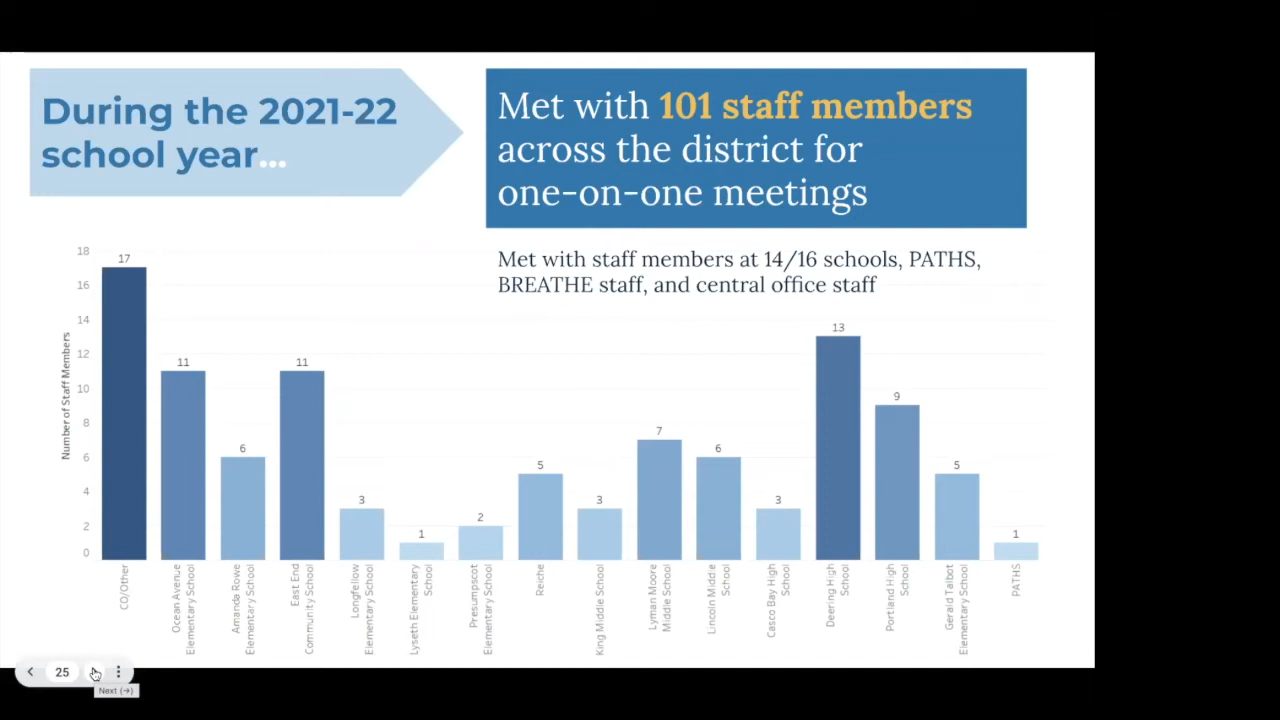 During the 2021-22
school year...
Met with 101 staff members
across the district for
one-on-one meetings
Met with staff members at 14/16 schools, PATHS,
BREATHE staff, and central office staff
Number of Staff Members
18
16
14
12
10
8
6
4
2
0
17
11
6
11
3
1
2
5
3
7
6
3
13
9
5
1
CO/Other
Ocean Avenue
Elementary School
Amanda Rowe
Elementary School
East End
Community School
Longfellow
Elementary School
Lyseth Elementary
School
Presumpscot
Elementary School
Reiche
King Middle School
Lyman Moore
Middle School
Lincoln Middle
School
Casco Bay High
School
Deering High
School
Portland High
School
Gerald Talbot
Elementary School
PATHS
25
Next (→)